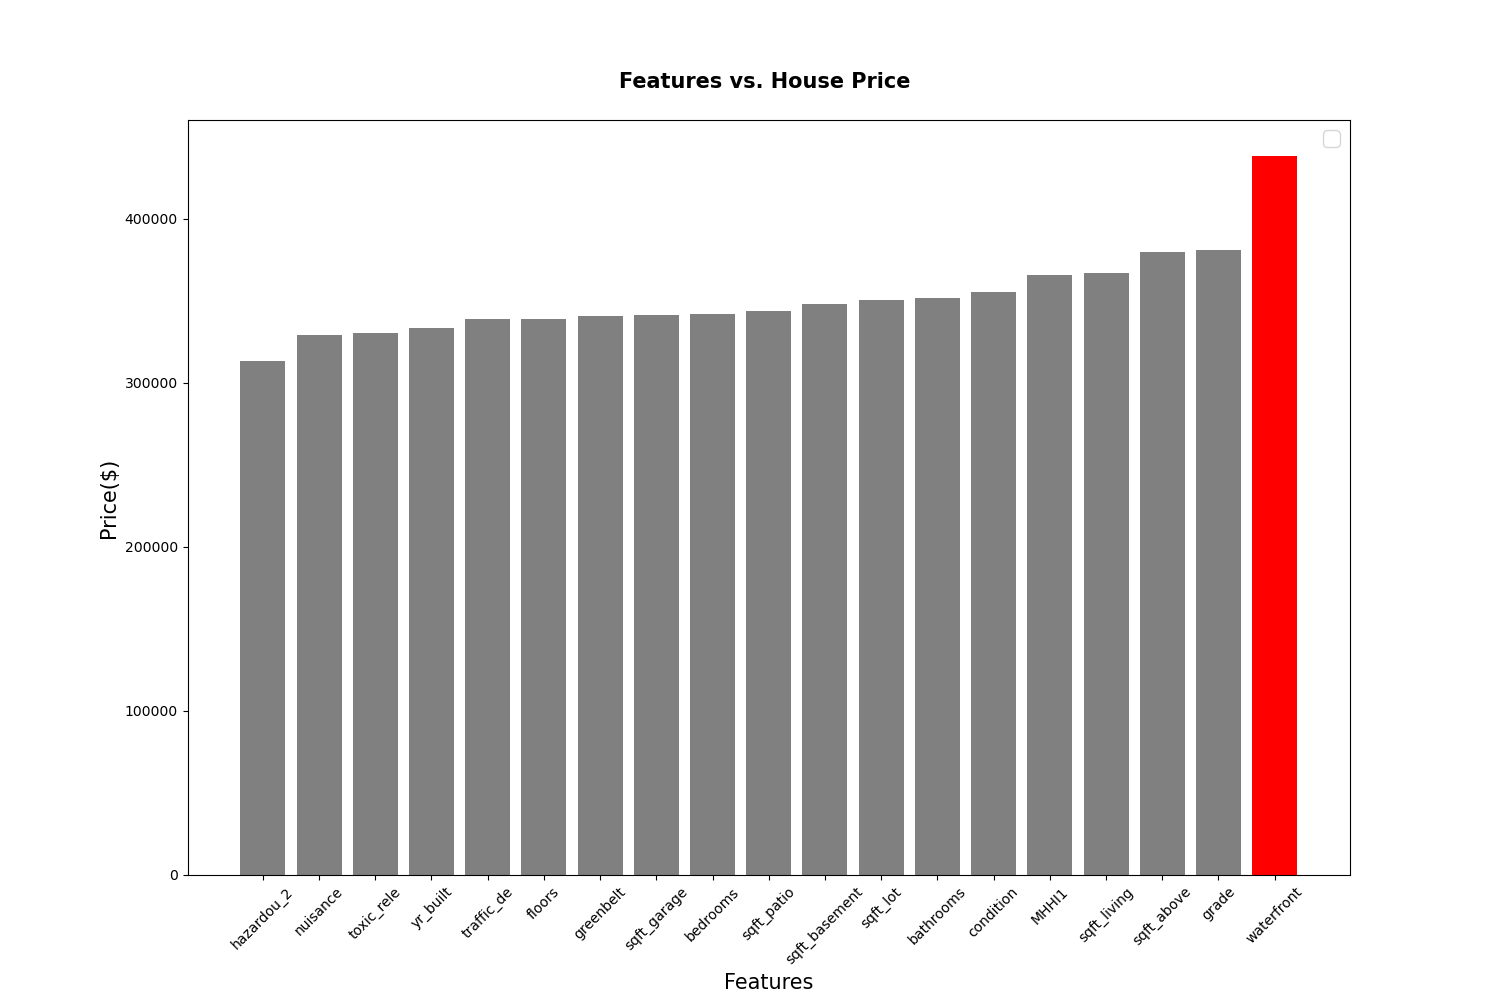 Features vs. House Price
400000
300000
200000
100000
0
Price($)
hazardou_2
nuisance
toxic_rele
yr_built
traffic_de
floors
greenbelt
sqft_garage
bedrooms
sqft_patio
sqft_basement
sqft_lot
bathrooms
condition
MHHI1
sqft_living
sqft_above
grade
waterfront
Features